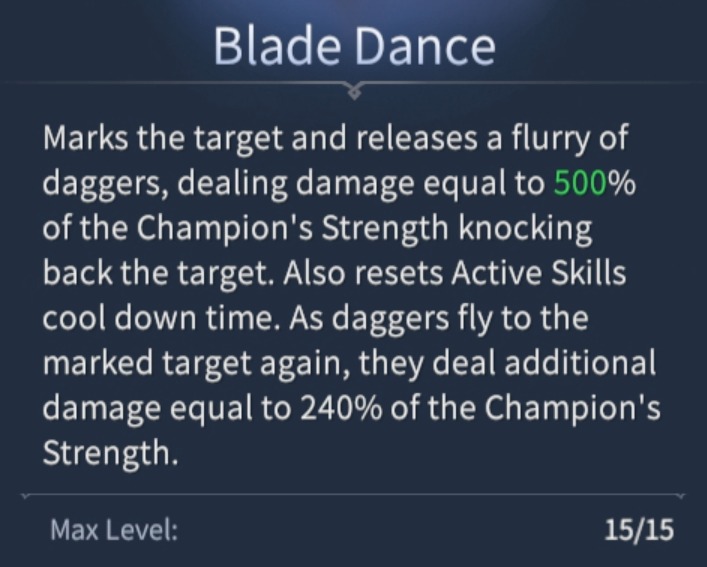 Blade Dance
Marks the target and releases a flurry of
daggers, dealing damage equal to 500%
of the Champion's Strength knocking
back the target. Also resets Active Skills
cool down time. As daggers fly to the
marked target again, they deal additional
damage equal to 240% of the Champion's
Strength.
Max Level: 15/15